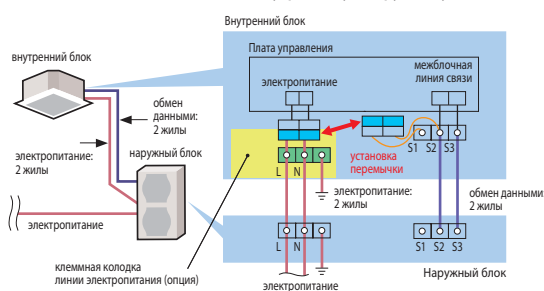 Внутренний блок
Плата управления
внутренний блок
электропитание
межблочная
линия связи
обмен
данными:
2 жилы
S1 S2 S3
электропитание:
2 жилы
наружный блок
установка
перемычки
L N
электропитание:
2 жилы
обмен данными:
2 жилы
электропитание
L N
S1 S2 S3
клеммная колодка
линии электропитания (опция)
Наружный блок
электропитание